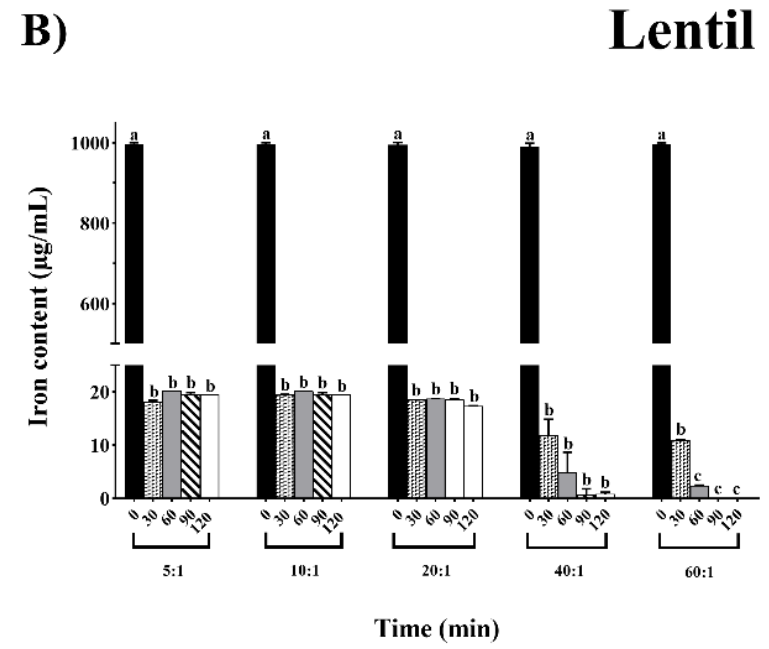 B)
Lentil
Iron content (µg/mL)
1000
800
600
20
10
0
a a a a a
b b b b
b b b b
b b b b
b b b b
b c c c
0 30 60 90 120
0 30 60 90 120
0 30 60 90 120
0 30 60 90 120
0 30 60 90 120
5:1 10:1 20:1 40:1 60:1
Time (min)